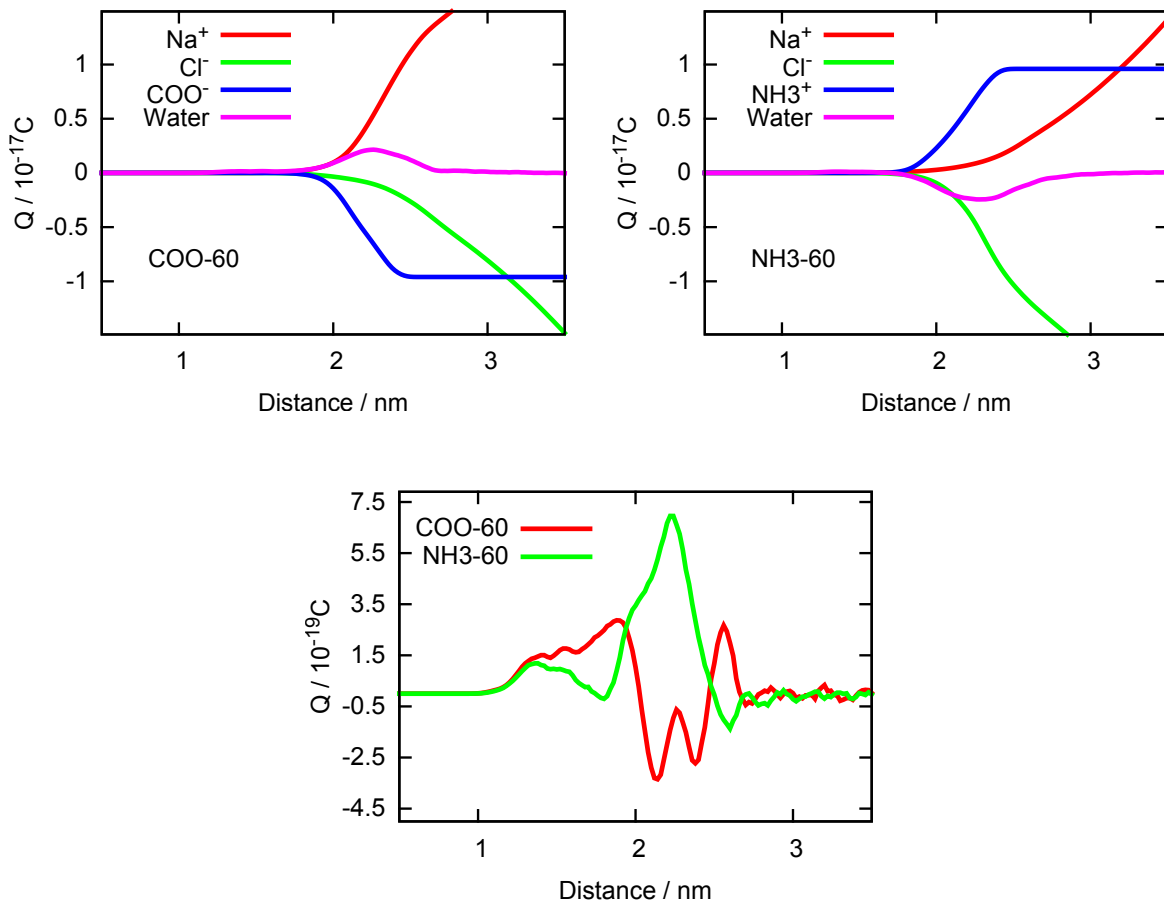 Na+
Cl-
COO-
Water
1
0.5
0
-0.5
-1
Q / 10-17C
COO-60
1 2 3
Distance / nm
Na+
Cl-
NH3+
Water
1
0.5
0
-0.5
-1
Q / 10-17C
NH3-60
1 2 3
Distance / nm
COO-60
NH3-60
7.5
5.5
3.5
1.5
-0.5
-2.5
-4.5
Q / 10-19C
1 2 3
Distance / nm